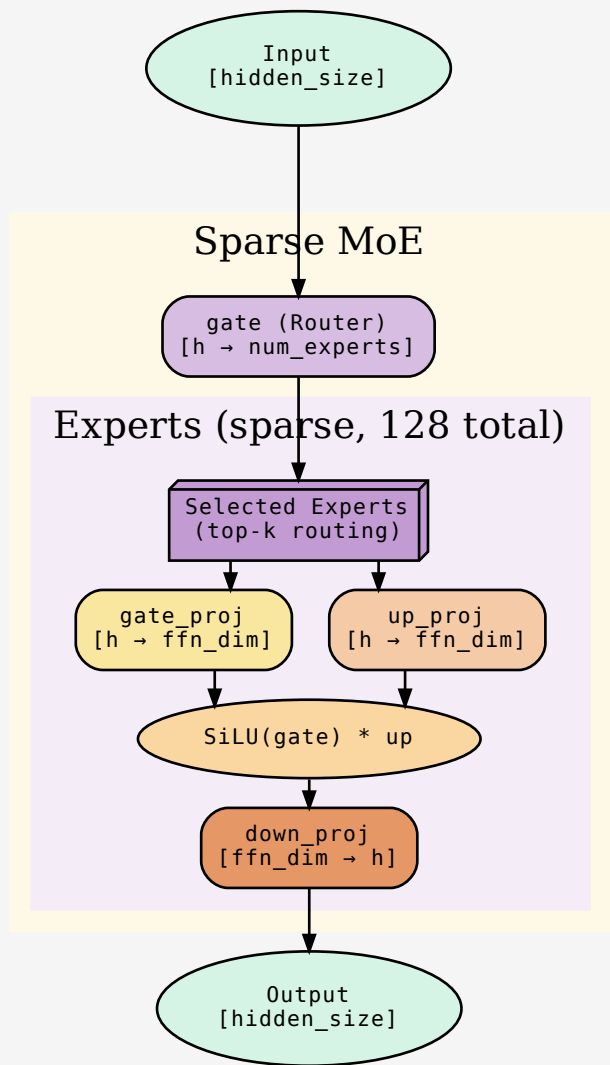 Input
[hidden_size]
Sparse MoE
gate (Router)
[h → num_experts]
Experts (sparse, 128 total)
Selected Experts
(top-k routing)
gate_proj
[h → ffn_dim]
up_proj
[h → ffn_dim]
SiLU(gate) * up
down_proj
[ffn_dim → h]
Output
[hidden_size]